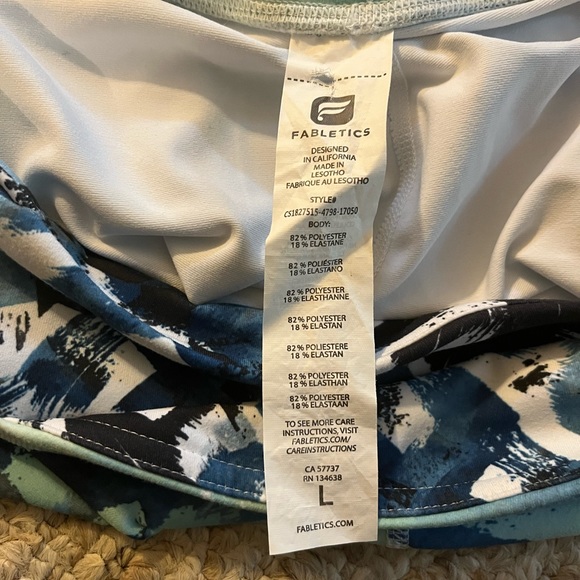 FABLETICS
DESIGNED
IN CALIFORNIA
MADE IN
LESOTHO
FABRIQUE AU LESOTHO
STYLE#
CS1827515-4798-17050
BODY:
82 % POLYESTER
18 % ELASTANE
82 % POLIÉSTER
18 % ELASTANO
82 % POLYESTER
18 % ELASTHANNE
82 % POLYESTER
18 % ELASTAN
82 % POLIESTERE
18 % ELASTAN
82 % POLYESTER
18 % ELASTHAN
82 % POLYESTER
18 % ELASTAAN
TO SEE MORE CARE
INSTRUCTIONS, VISIT
FABLETICS.COM/
CAREINSTRUCTIONS
CA 57737
RN 134638
L
FABLETICS.COM